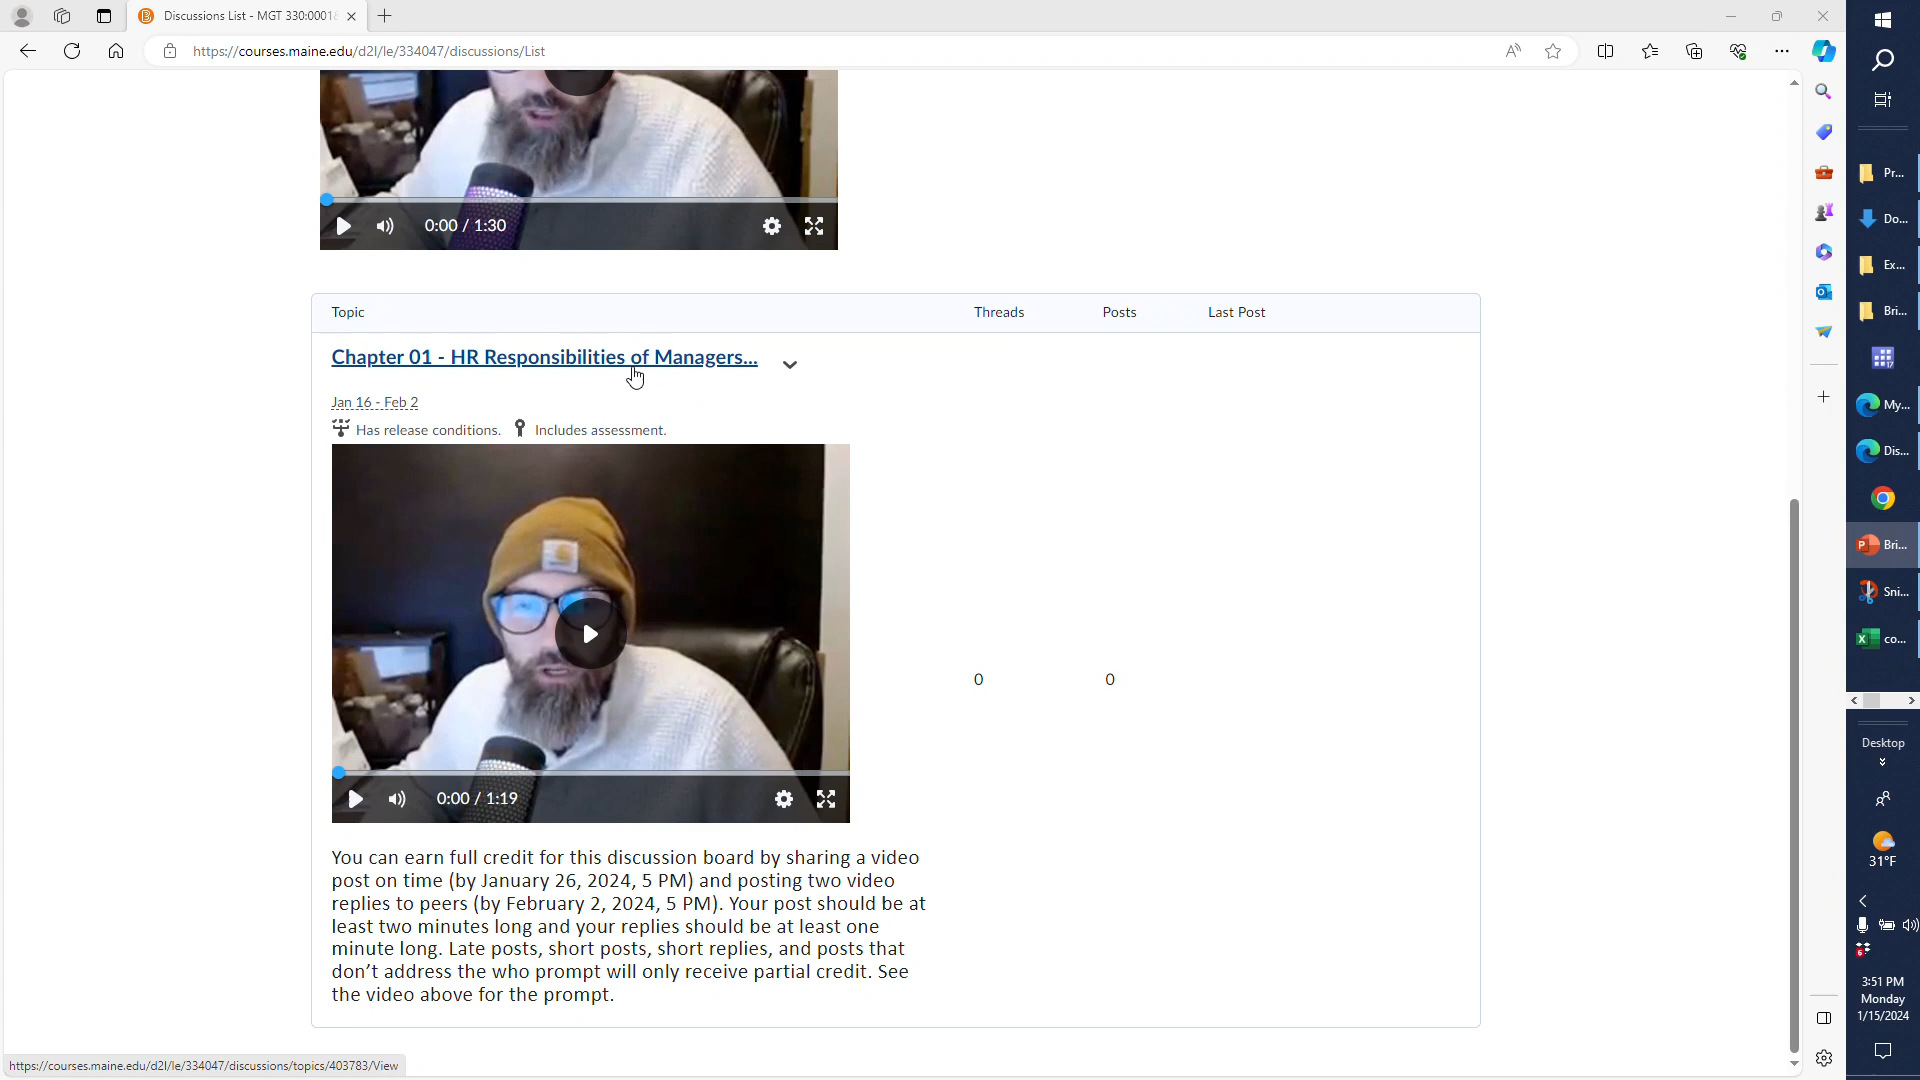 Discussions List - MGT 330:0001
https://courses.maine.edu/d2l/le/334047/discussions/List
0:00 / 1:30
Topic Threads Posts Last Post
Chapter 01 - HR Responsibilities of Managers...
Jan 16 - Feb 2
Has release conditions. Includes assessment.
0:00 / 1:19
0 0
You can earn full credit for this discussion board by sharing a video
post on time (by January 26, 2024, 5 PM) and posting two video
replies to peers (by February 2, 2024, 5 PM). Your post should be at
least two minutes long and your replies should be at least one
minute long. Late posts, short posts, short replies, and posts that
don't address the who prompt will only receive partial credit. See
the video above for the prompt.
https://courses.maine.edu/d2l/le/334047/discussions/topics/403783/View
Pr...
Do...
Ex...
Bri...
17
My...
Dis...
Bri...
Sni...
co...
Desktop
31°F
6
3:51 PM
Monday
1/15/2024